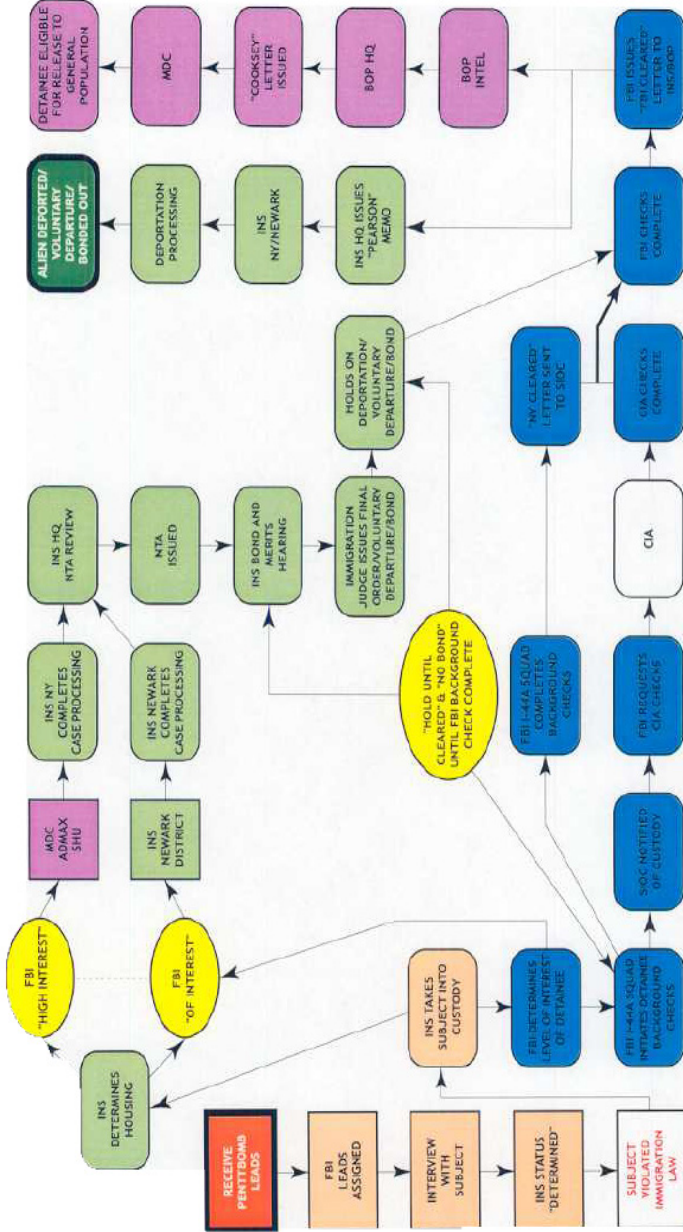 RECEIVE
PENTTBOMB
LEADS
FBI
LEADS
ASSIGNED
INTERVIEW
WITH
SUBJECT
INS STATUS
"DETERMINED"
SUBJECT
VIOLATED
IMMIGRATION
LAW
INS TAKES
SUBJECT INTO
CUSTODY
INS
DETERMINES
HOUSING
FBI
"HIGH INTEREST"
FBI
"OF INTEREST"
FBI DETERMINES
LEVEL OF INTEREST
OF DETAINEE
FBI I-44A SQUAD
INITIATES DETAINEE
BACKGROUND
CHECKS
MDC
ADMAX
SHU
INS
NEWARK
DISTRICT
INS NY
COMPLETES
CASE PROCESSING
INS NEWARK
COMPLETES
CASE PROCESSING
INS HQ
NTA REVIEW
NTA
ISSUED
INS BOND AND
MERITS
HEARING
IMMIGRATION
JUDGE ISSUES FINAL
ORDER/VOLUNTARY
DEPARTURE/BOND
HOLDS ON
DEPORTATION/
VOLUNTARY
DEPARTURE/BOND
"HOLD UNTIL
CLEARED" & "NO BOND"
UNTIL FBI BACKGROUND
CHECK COMPLETE
FBI I-44A SQUAD
COMPLETES
BACKGROUND
CHECKS
"NY CLEARED"
LETTER SENT
TO SIOC
SIOC NOTIFIED
OF CUSTODY
FBI REQUESTS
CIA CHECKS
CIA
CIA CHECKS
COMPLETE
FBI CHECKS
COMPLETE
FBI ISSUES
"FBI CLEARED"
LETTER TO
INS/BOP
INS HQ ISSUES
"PEARSON"
MEMO
INS
NY/NEWARK
DEPORTATION
PROCESSING
ALIEN DEPORTED/
VOLUNTARY
DEPARTURE/
BONDED OUT
BOP
INTEL
BOP HQ
"COOKSEY"
LETTER
ISSUED
MDC
DETAINEE ELIGIBLE
FOR RELEASE TO
GENERAL
POPULATION